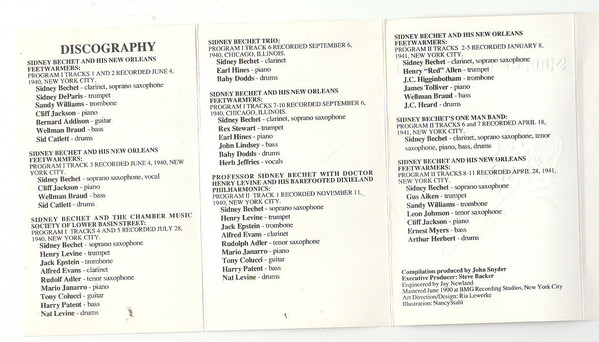 DISCOGRAPHY
SIDNEY BECHET AND HIS NEW ORLEANS
FEETWARMERS:
PROGRAM I TRACKS 1 AND 2 RECORDED JUNE 4,
1940, NEW YORK CITY.
Sidney Bechet - clarinet, soprano saxophone
Sidney DeParis - trumpet
Sandy Williams - trombone
Cliff Jackson - piano
Bernard Addison - guitar
Wellman Braud - bass
Sid Catlett - drums
SIDNEY BECHET AND HIS NEW ORLEANS
FEETWARMERS:
PROGRAM I TRACK 3 RECORDED JUNE 4, 1940, NEW
YORK CITY.
Sidney Bechet - soprano saxophone, vocal
Cliff Jackson - piano
Wellman Braud - bass
Sid Catlett - drums
SIDNEY BECHET AND THE CHAMBER MUSIC
SOCIETY OF LOWER BASIN STREET:
PROGRAM I TRACKS 4 AND 5 RECORDED JULY 28,
1940, NEW YORK CITY.
Sidney Bechet - soprano saxophone
Henry Levine - trumpet
Jack Epstein - trombone
Alfred Evans - clarinet
Rudolf Adler - tenor saxophone
Mario Janarro - piano
Tony Colucci - guitar
Harry Patent - bass
Nat Levine - drums
SIDNEY BECHET TRIO:
PROGRAM I TRACK 6 RECORDED SEPTEMBER 6,
1940, CHICAGO, ILLINOIS.
Sidney Bechet - clarinet
Earl Hines - piano
Baby Dodds - drums
SIDNEY BECHET AND HIS NEW ORLEANS
FEETWARMERS:
PROGRAM I TRACKS 7-10 RECORDED SEPTEMBER 6,
1940, CHICAGO, ILLINOIS.
Sidney Bechet - clarinet, soprano saxophone
Rex Stewart - trumpet
Earl Hines - piano
John Lindsey - bass
Baby Dodds - drums
Herb Jeffries - vocals
PROFESSOR SIDNEY BECHET WITH DOCTOR
HENRY LEVINE AND HIS BAREFOOTED DIXIELAND
PHILHARMONIC:
PROGRAM II TRACK 1 RECORDED NOVEMBER 11,
1940, NEW YORK CITY.
Sidney Bechet - soprano saxophone
Henry Levine - trumpet
Jack Epstein - trombone
Alfred Evans - clarinet
Rudolph Adler - tenor saxophone
Mario Janarro - piano
Tony Colucci - guitar
Harry Patent - bass
Nat Levine - drums
SIDNEY BECHET AND HIS NEW ORLEANS
FEETWARMERS:
PROGRAM II TRACKS 2-5 RECORDED JANUARY 8,
1941, NEW YORK CITY.
Sidney Bechet - clarinet, soprano saxophone
Henry "Red" Allen - trumpet
J.C. Higginbotham - trombone
James Tolliver - piano
Wellman Braud - bass
J.C. Heard - drums
SIDNEY BECHET'S ONE MAN BAND:
PROGRAM II TRACKS 6 and 7 RECORDED APRIL 18,
1941, NEW YORK CITY.
Sidney Bechet - clarinet, soprano saxophone, tenor
saxophone, piano, bass, drums
SIDNEY BECHET AND HIS NEW ORLEANS
FEETWARMERS:
PROGRAM II TRACKS 8-11 RECORDED APRIL 28, 1941,
NEW YORK CITY.
Sidney Bechet - soprano saxophone
Gus Aiken - trumpet
Sandy Williams - trombone
Leon Johnson - tenor saxophone
Cliff Jackson - piano
Ernest Myers - bass
Arthur Herbert - drums
Compilation produced by John Snyder
Executive Producer: Steve Backer
Engineered by Jay Newland
Mastered June 1990 at BMG Recording Studios, New York City
Art Direction/Design: Ria Lewerke
Illustration: NancyStahl